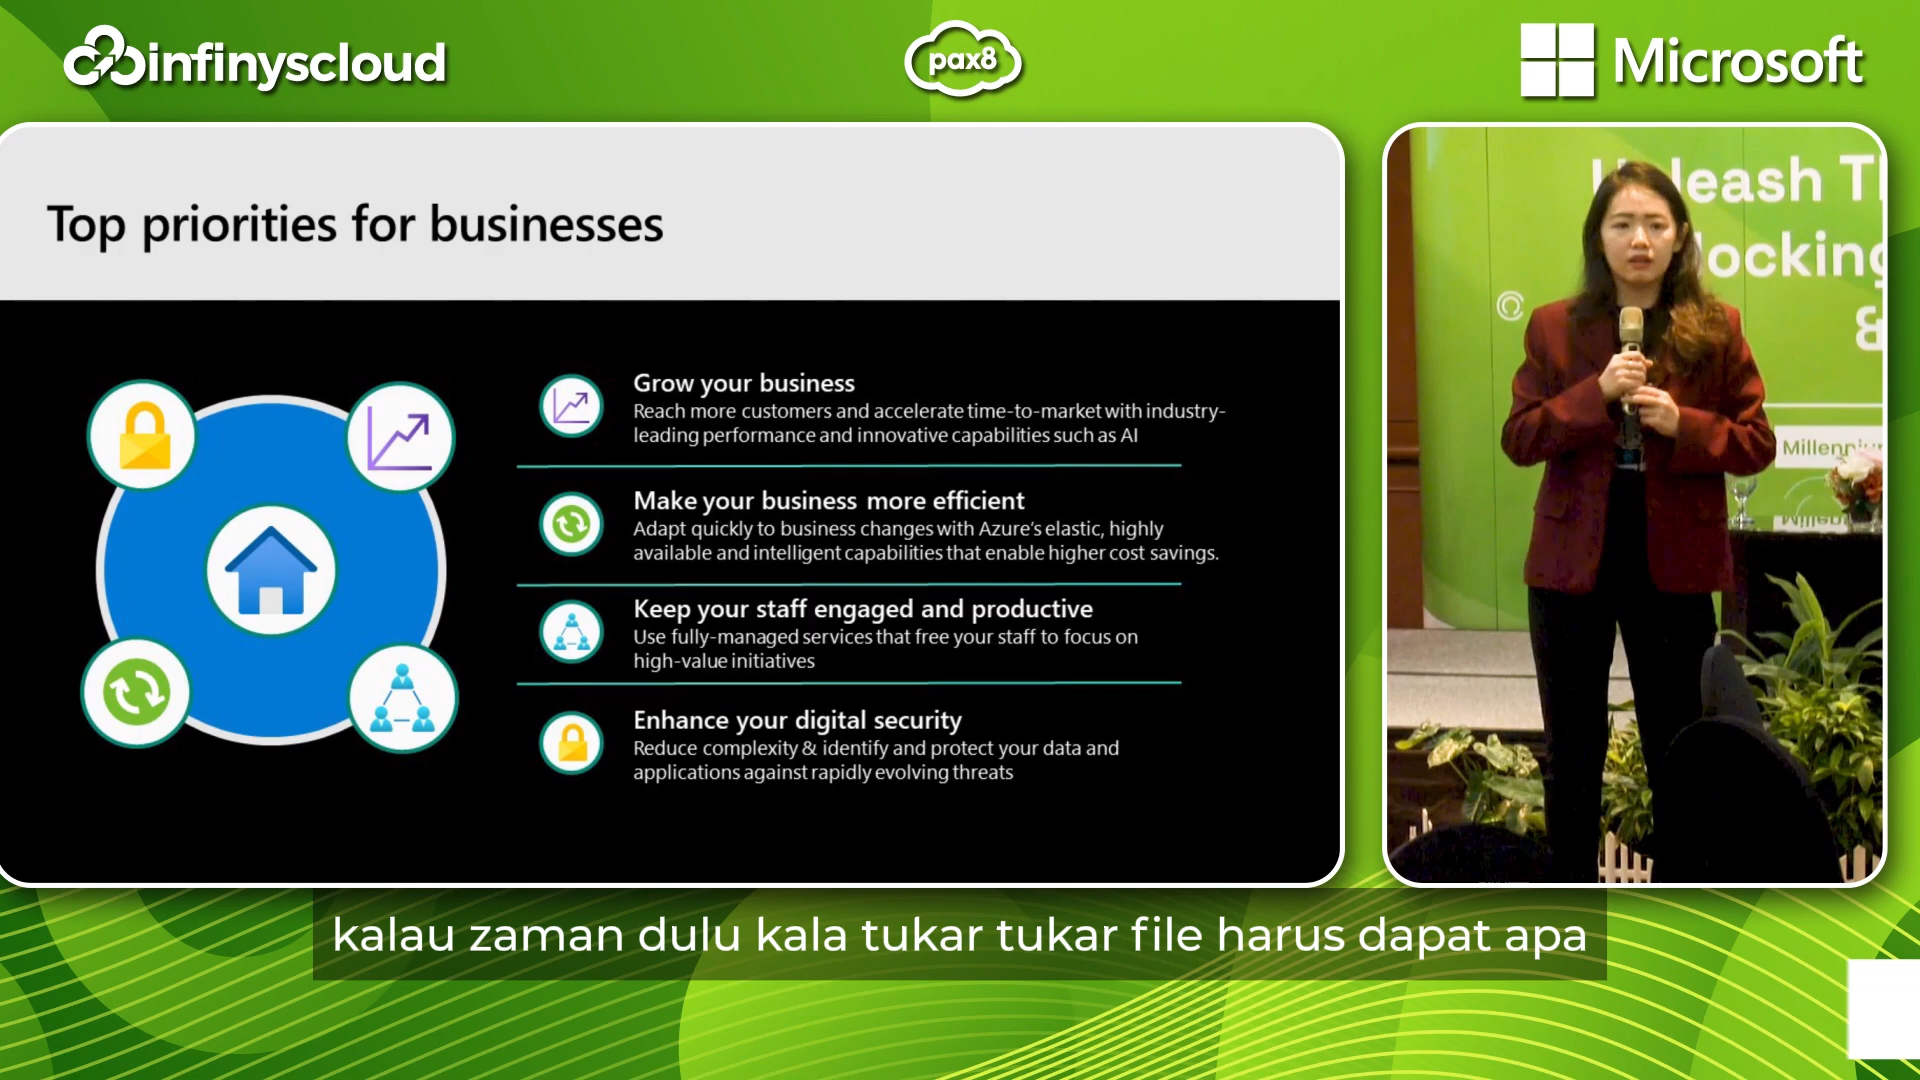 infinyscloud
pax8
Microsoft
Top priorities for businesses
Grow your business
Reach more customers and accelerate time-to-market with industry-
leading performance and innovative capabilities such as AI
Make your business more efficient
Adapt quickly to business changes with Azure's elastic, highly
available and intelligent capabilities that enable higher cost savings.
Keep your staff engaged and productive
Use fully-managed services that free your staff to focus on
high-value initiatives
Enhance your digital security
Reduce complexity & identify and protect your data and
applications against rapidly evolving threats
&
kalau zaman dulu kala tukar tukar file harus dapat apa